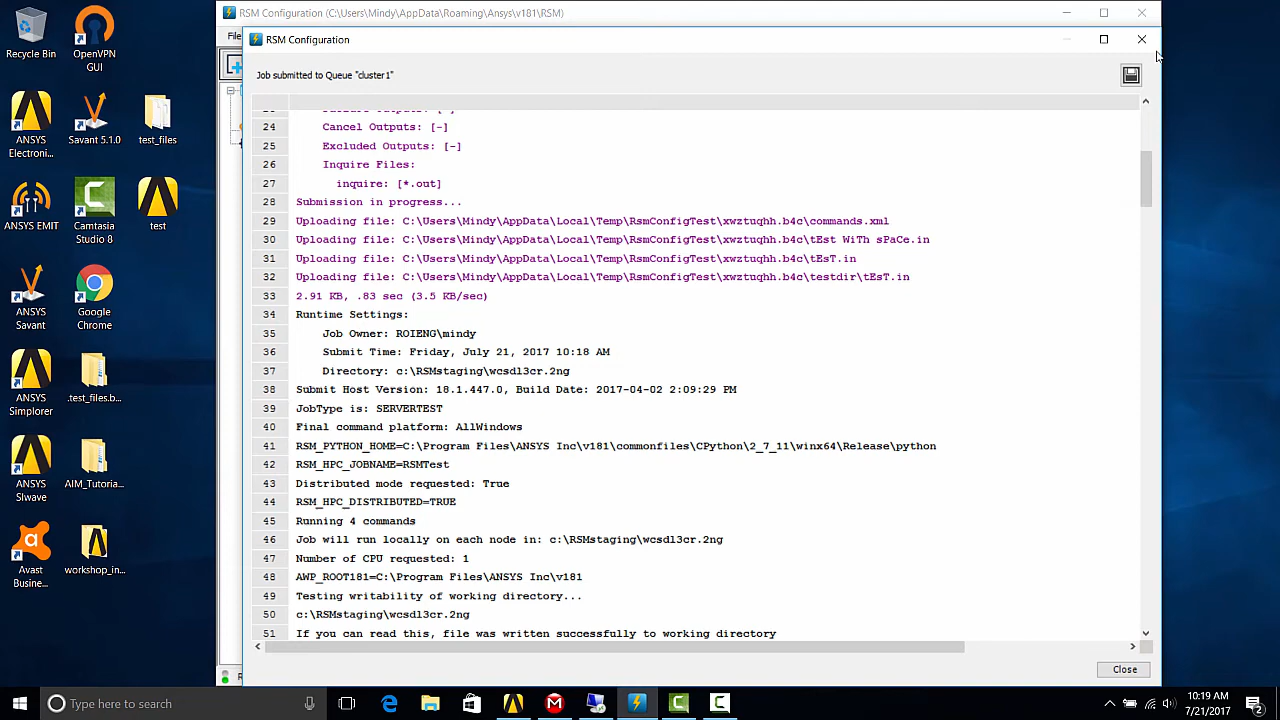 RSM Configuration (C:\Users\Mindy\AppData\Roaming\Ansys\v181\RSM)
RSM Configuration
Job submitted to Queue "cluster1"
24 Cancel Outputs: [-]
25 Excluded Outputs: [-]
26 Inquire Files:
27 inquire: [*.out]
28 Submission in progress...
29 Uploading file: C:\Users\Mindy\AppData\Local\Temp\RsmConfigTest\xwztuqhh.b4c\commands.xml
30 Uploading file: C:\Users\Mindy\AppData\Local\Temp\RsmConfigTest\xwztuqhh.b4c\tEst WiTh sPaCe.in
31 Uploading file: C:\Users\Mindy\AppData\Local\Temp\RsmConfigTest\xwztuqhh.b4c\tEsT.in
32 Uploading file: C:\Users\Mindy\AppData\Local\Temp\RsmConfigTest\xwztuqhh.b4c\testdir\tEsT.in
33 2.91 KB, .83 sec (3.5 KB/sec)
34 Runtime Settings:
35 Job Owner: ROIENG\mindy
36 Submit Time: Friday, July 21, 2017 10:18 AM
37 Directory: c:\RSMstaging\wcsdl3cr.2ng
38 Submit Host Version: 18.1.447.0, Build Date: 2017-04-02 2:09:29 PM
39 JobType is: SERVERTEST
40 Final command platform: AllWindows
41 RSM_PYTHON_HOME=C:\Program Files\ANSYS Inc\v181\commonfiles\CPython\2_7_11\winx64\Release\python
42 RSM_HPC_JOBNAME=RSMTest
43 Distributed mode requested: True
44 RSM_HPC_DISTRIBUTED=TRUE
45 Running 4 commands
46 Job will run locally on each node in: c:\RSMstaging\wcsdl3cr.2ng
47 Number of CPU requested: 1
48 AWP_ROOT181=C:\Program Files\ANSYS Inc\v181
49 Testing writability of working directory...
50 c:\RSMstaging\wcsdl3cr.2ng
51 If you can read this, file was written successfully to working directory
Close
Recycle Bin
OpenVPN
GUI
ANSYS
Electroni...
Savant 5.1.0
test_files
ANSYS EMIT
Camtasia
Studio 8
test
ANSYS
Savant
Google
Chrome
ANSYS
Simplorer
.test_files.b...
ANSYS
SIwave
AIM_Tutoria...
Avast
Busine...
workshop_in...
Type here to search
10:19 AM
7/21/2017
2